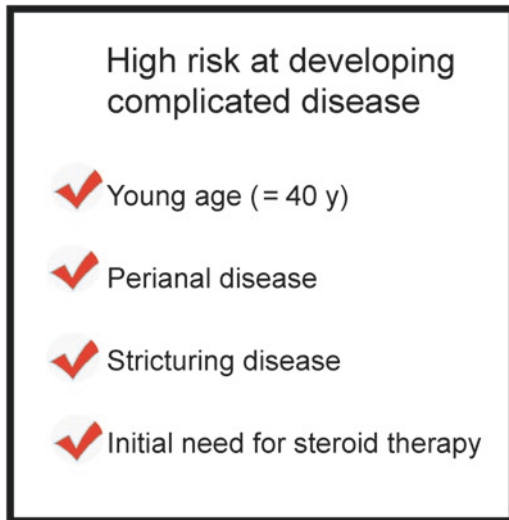 High risk at developing
complicated disease
Young age (= 40 y)
Perianal disease
Stricturing disease
Initial need for steroid therapy